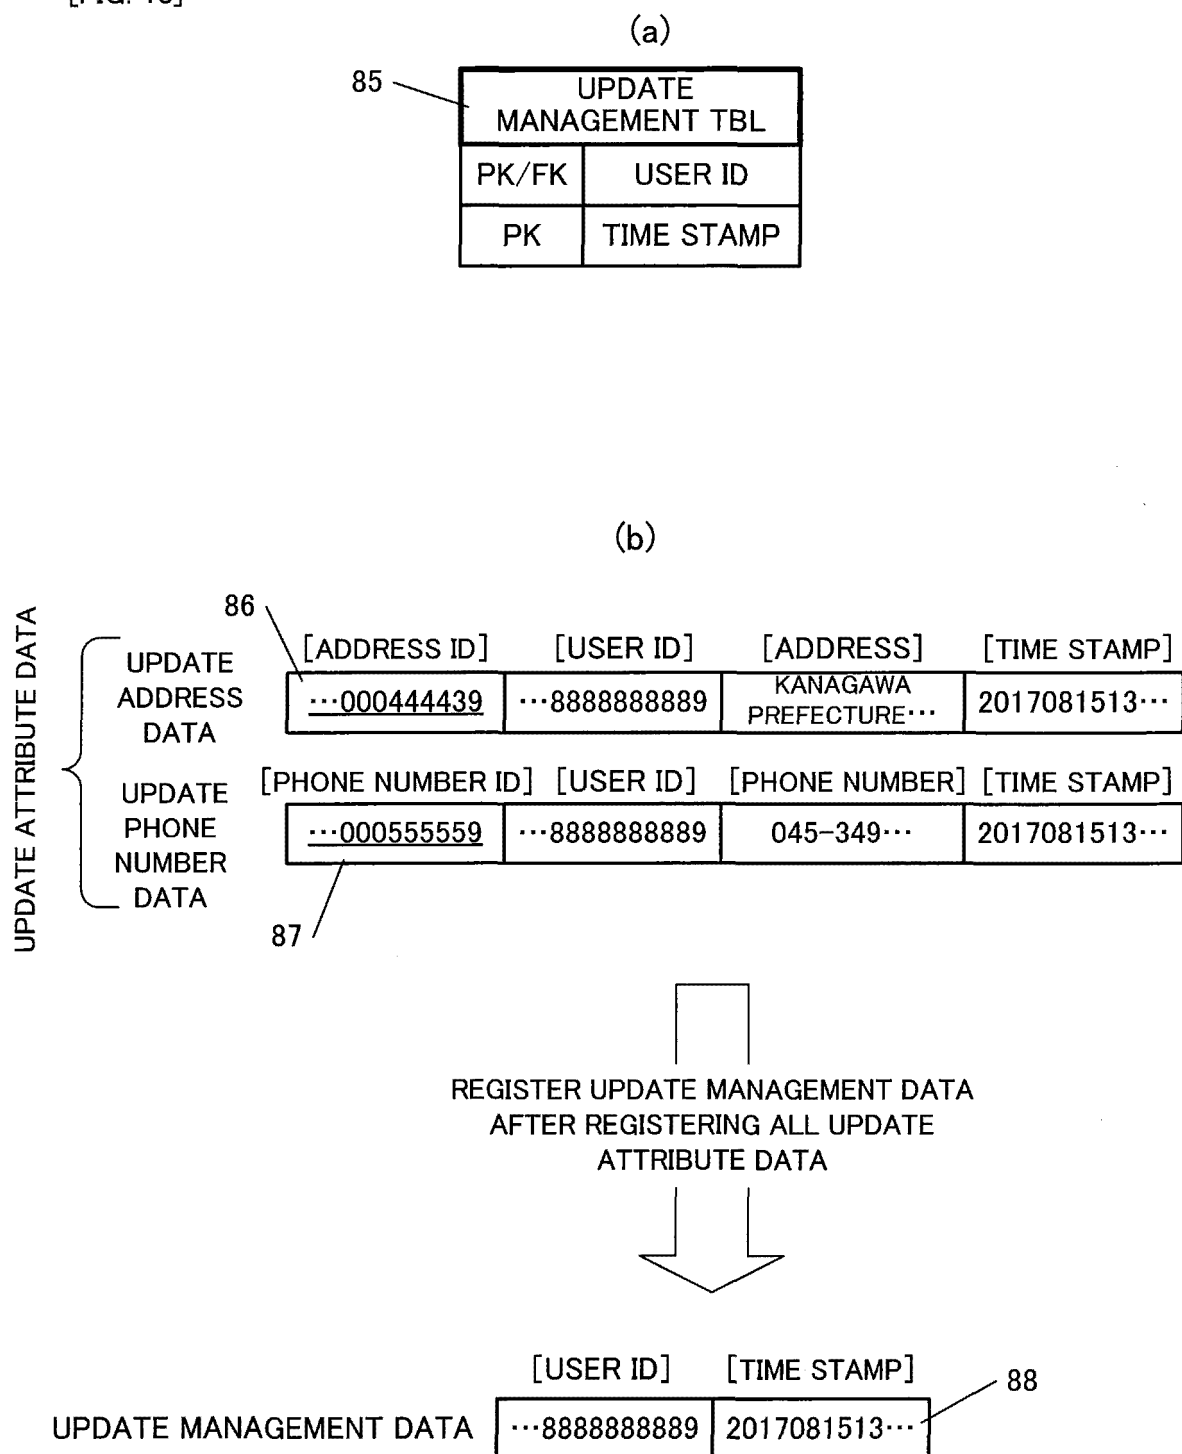 (a)
85
UPDATE
MANAGEMENT TBL
PK/FK USER ID
PK TIME STAMP
(b)
UPDATE ATTRIBUTE DATA
86
UPDATE
ADDRESS
DATA
[ADDRESS ID] [USER ID] [ADDRESS] [TIME STAMP]
…000444439 …8888888889 KANAGAWA
PREFECTURE… 2017081513…
UPDATE
PHONE
NUMBER
DATA
[PHONE NUMBER ID] [USER ID] [PHONE NUMBER] [TIME STAMP]
…000555559 …8888888889 045-349… 2017081513…
87
REGISTER UPDATE MANAGEMENT DATA
AFTER REGISTERING ALL UPDATE
ATTRIBUTE DATA
[USER ID] [TIME STAMP]
88
UPDATE MANAGEMENT DATA …8888888889 2017081513…